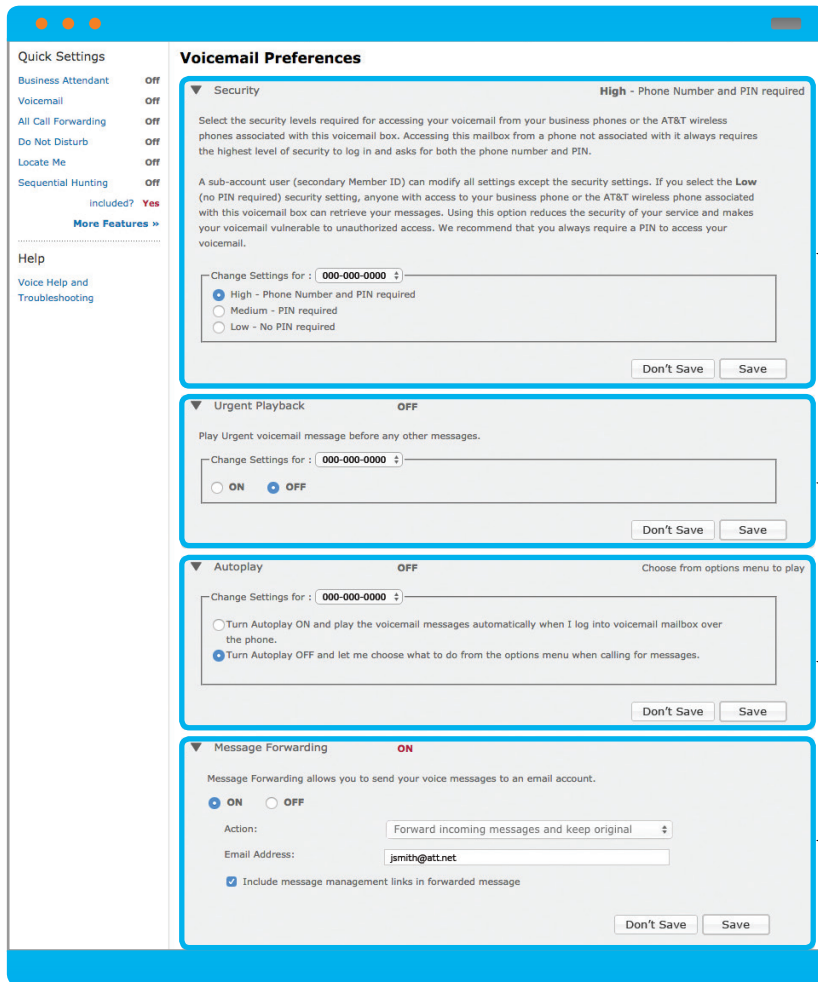 Quick Settings
Business Attendant Off
Voicemail Off
All Call Forwarding Off
Do Not Disturb Off
Locate Me Off
Sequential Hunting Off
included? Yes
More Features »
Help
Voice Help and
Troubleshooting
Voicemail Preferences
Security High - Phone Number and PIN required
Select the security levels required for accessing your voicemail from your business phones or the AT&T wireless
phones associated with this voicemail box. Accessing this mailbox from a phone not associated with it always requires
the highest level of security to log in and asks for both the phone number and PIN.
A sub-account user (secondary Member ID) can modify all settings except the security settings. If you select the Low
(no PIN required) security setting, anyone with access to your business phone or the AT&T wireless phone associated
with this voicemail box can retrieve your messages. Using this option reduces the security of your service and makes
your voicemail vulnerable to unauthorized access. We recommend that you always require a PIN to access your
voicemail.
Change Settings for : 000-000-0000
High - Phone Number and PIN required
Medium - PIN required
Low - No PIN required
Don't Save Save
Urgent Playback OFF
Play Urgent voicemail message before any other messages.
Change Settings for : 000-000-0000
ON OFF
Don't Save Save
Autoplay OFF Choose from options menu to play
Change Settings for : 000-000-0000
Turn Autoplay ON and play the voicemail messages automatically when I log into voicemail mailbox over
the phone.
Turn Autoplay OFF and let me choose what to do from the options menu when calling for messages.
Don't Save Save
Message Forwarding ON
Message Forwarding allows you to send your voice messages to an email account.
ON OFF
Action: Forward incoming messages and keep original
Email Address: jsmith@att.net
Include message management links in forwarded message
Don't Save Save